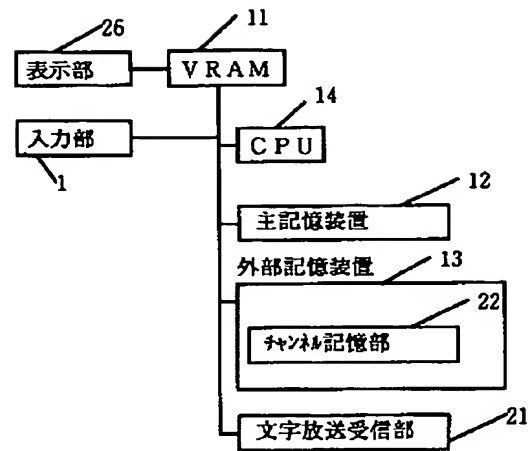 26
11
表示部
VRAM
14
入力部
CPU
1
12
主記憶装置
外部記憶装置
13
22
チャンネル記憶部
文字放送受信部
21